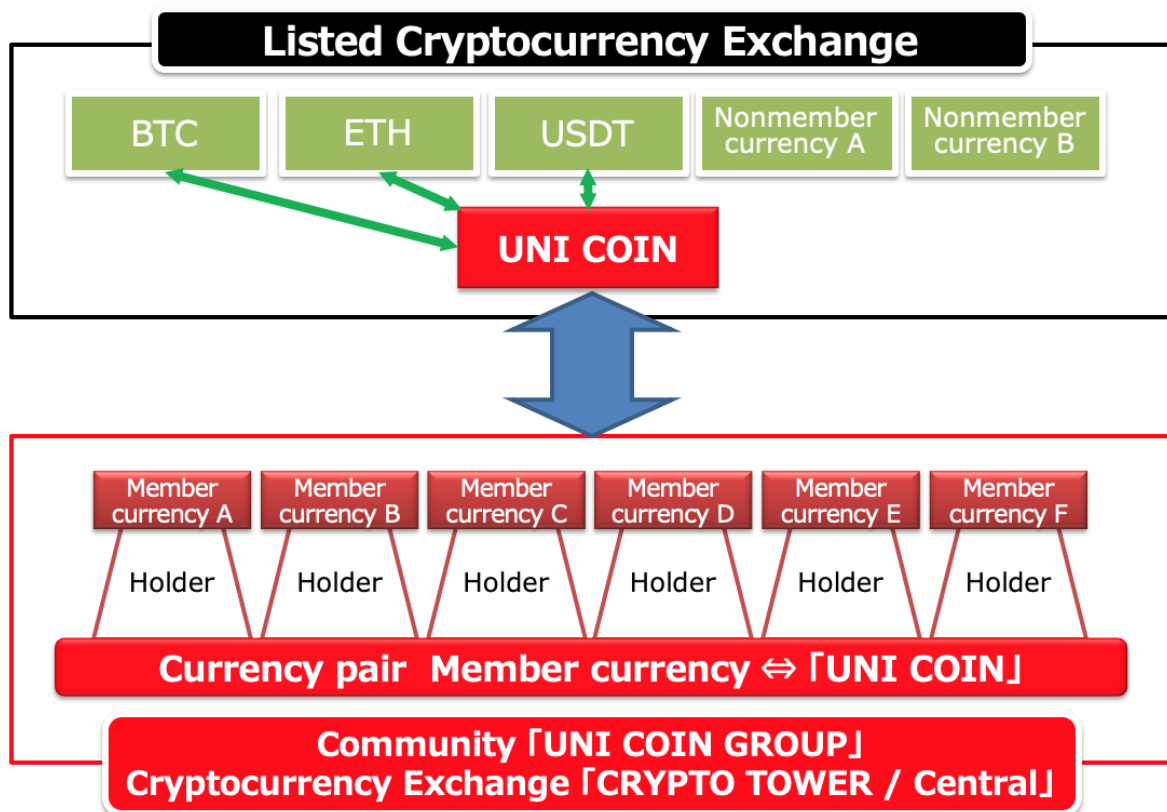 Listed Cryptocurrency Exchange
BTC
ETH
USDT
Nonmember
currency A
Nonmember
currency B
UNI COIN
Member
currency A
Member
currency B
Member
currency C
Member
currency D
Member
currency E
Member
currency F
Holder
Holder
Holder
Holder
Holder
Holder
Currency pair Member currency ⇔「UNI COIN」
Community「UNI COIN GROUP」
Cryptocurrency Exchange「CRYPTO TOWER / Central」